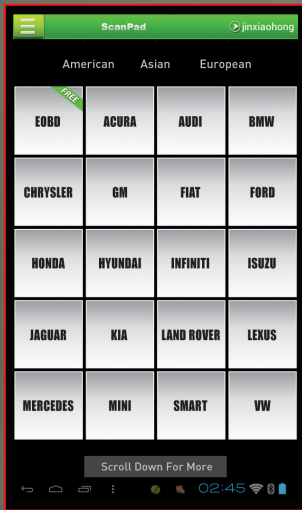 ScanPad jinxiaohong
American Asian European
FREE
EOBD ACURA AUDI BMW
CHRYSLER GM FIAT FORD
HONDA HYUNDAI INFINITI ISUZU
JAGUAR KIA LAND ROVER LEXUS
MERCEDES MINI SMART VW
Scroll Down For More
02:45